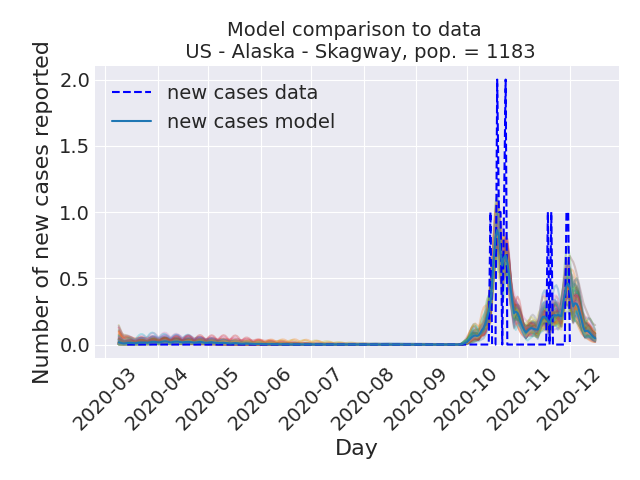 Model comparison to data
US - Alaska - Skagway, pop. = 1183
Number of new cases reported
2.0
1.5
1.0
0.5
0.0
new cases data
new cases model
2020-03
2020-04
2020-05
2020-06
2020-07
2020-08
2020-09
2020-10
2020-11
2020-12
Day